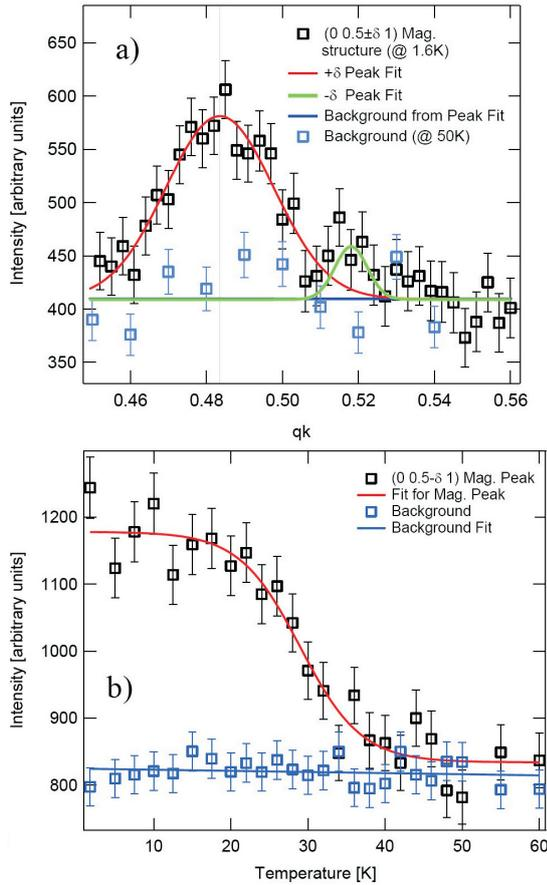 a)
(0 0.5±δ 1) Mag.
structure (@ 1.6K)
+δ Peak Fit
-δ Peak Fit
Background from Peak Fit
Background (@ 50K)
Intensity [arbitrary units]
650
600
550
500
450
400
350
0.46 0.48 0.50 0.52 0.54 0.56
qk
(0 0.5-δ 1) Mag. Peak
Fit for Mag. Peak
Background
Background Fit
b)
Intensity [arbitrary units]
1200
1100
1000
900
800
10 20 30 40 50 60
Temperature [K]